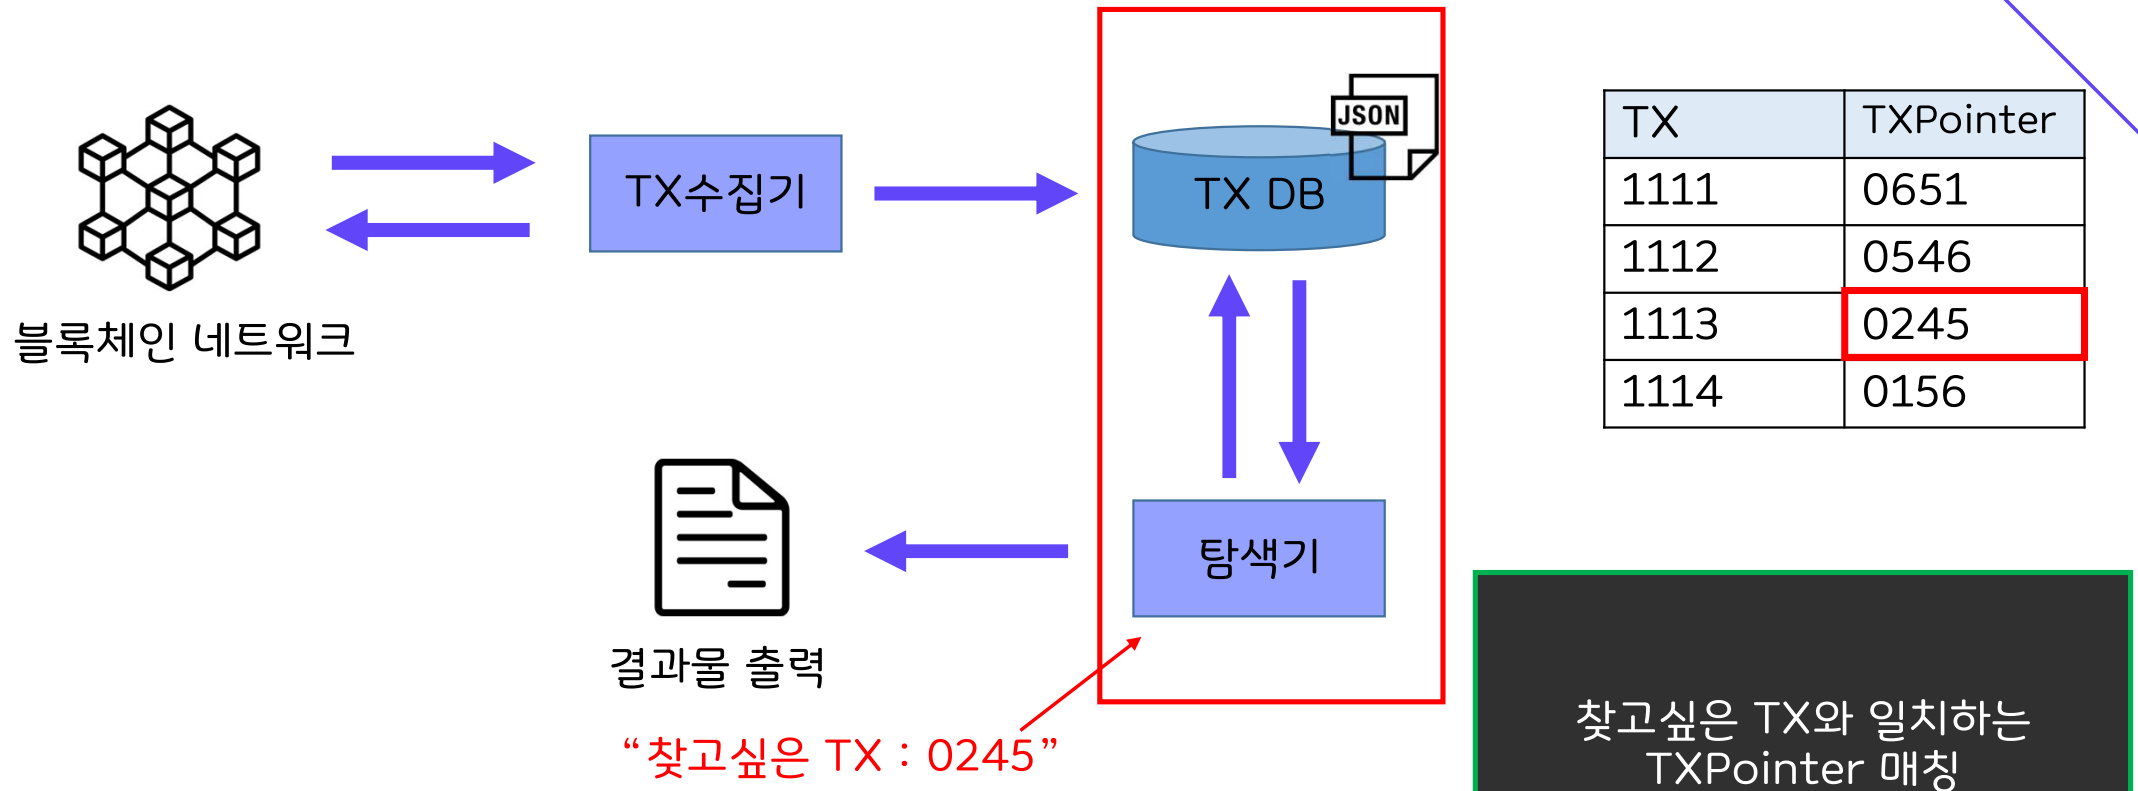 블록체인 네트워크
TX수집기
TX DB
JSON
탐색기
결과물 출력
“찾고싶은 TX : 0245”
TX TXPointer
1111 0651
1112 0546
1113 0245
1114 0156
찾고싶은 TX와 일치하는
TXPointer 매칭